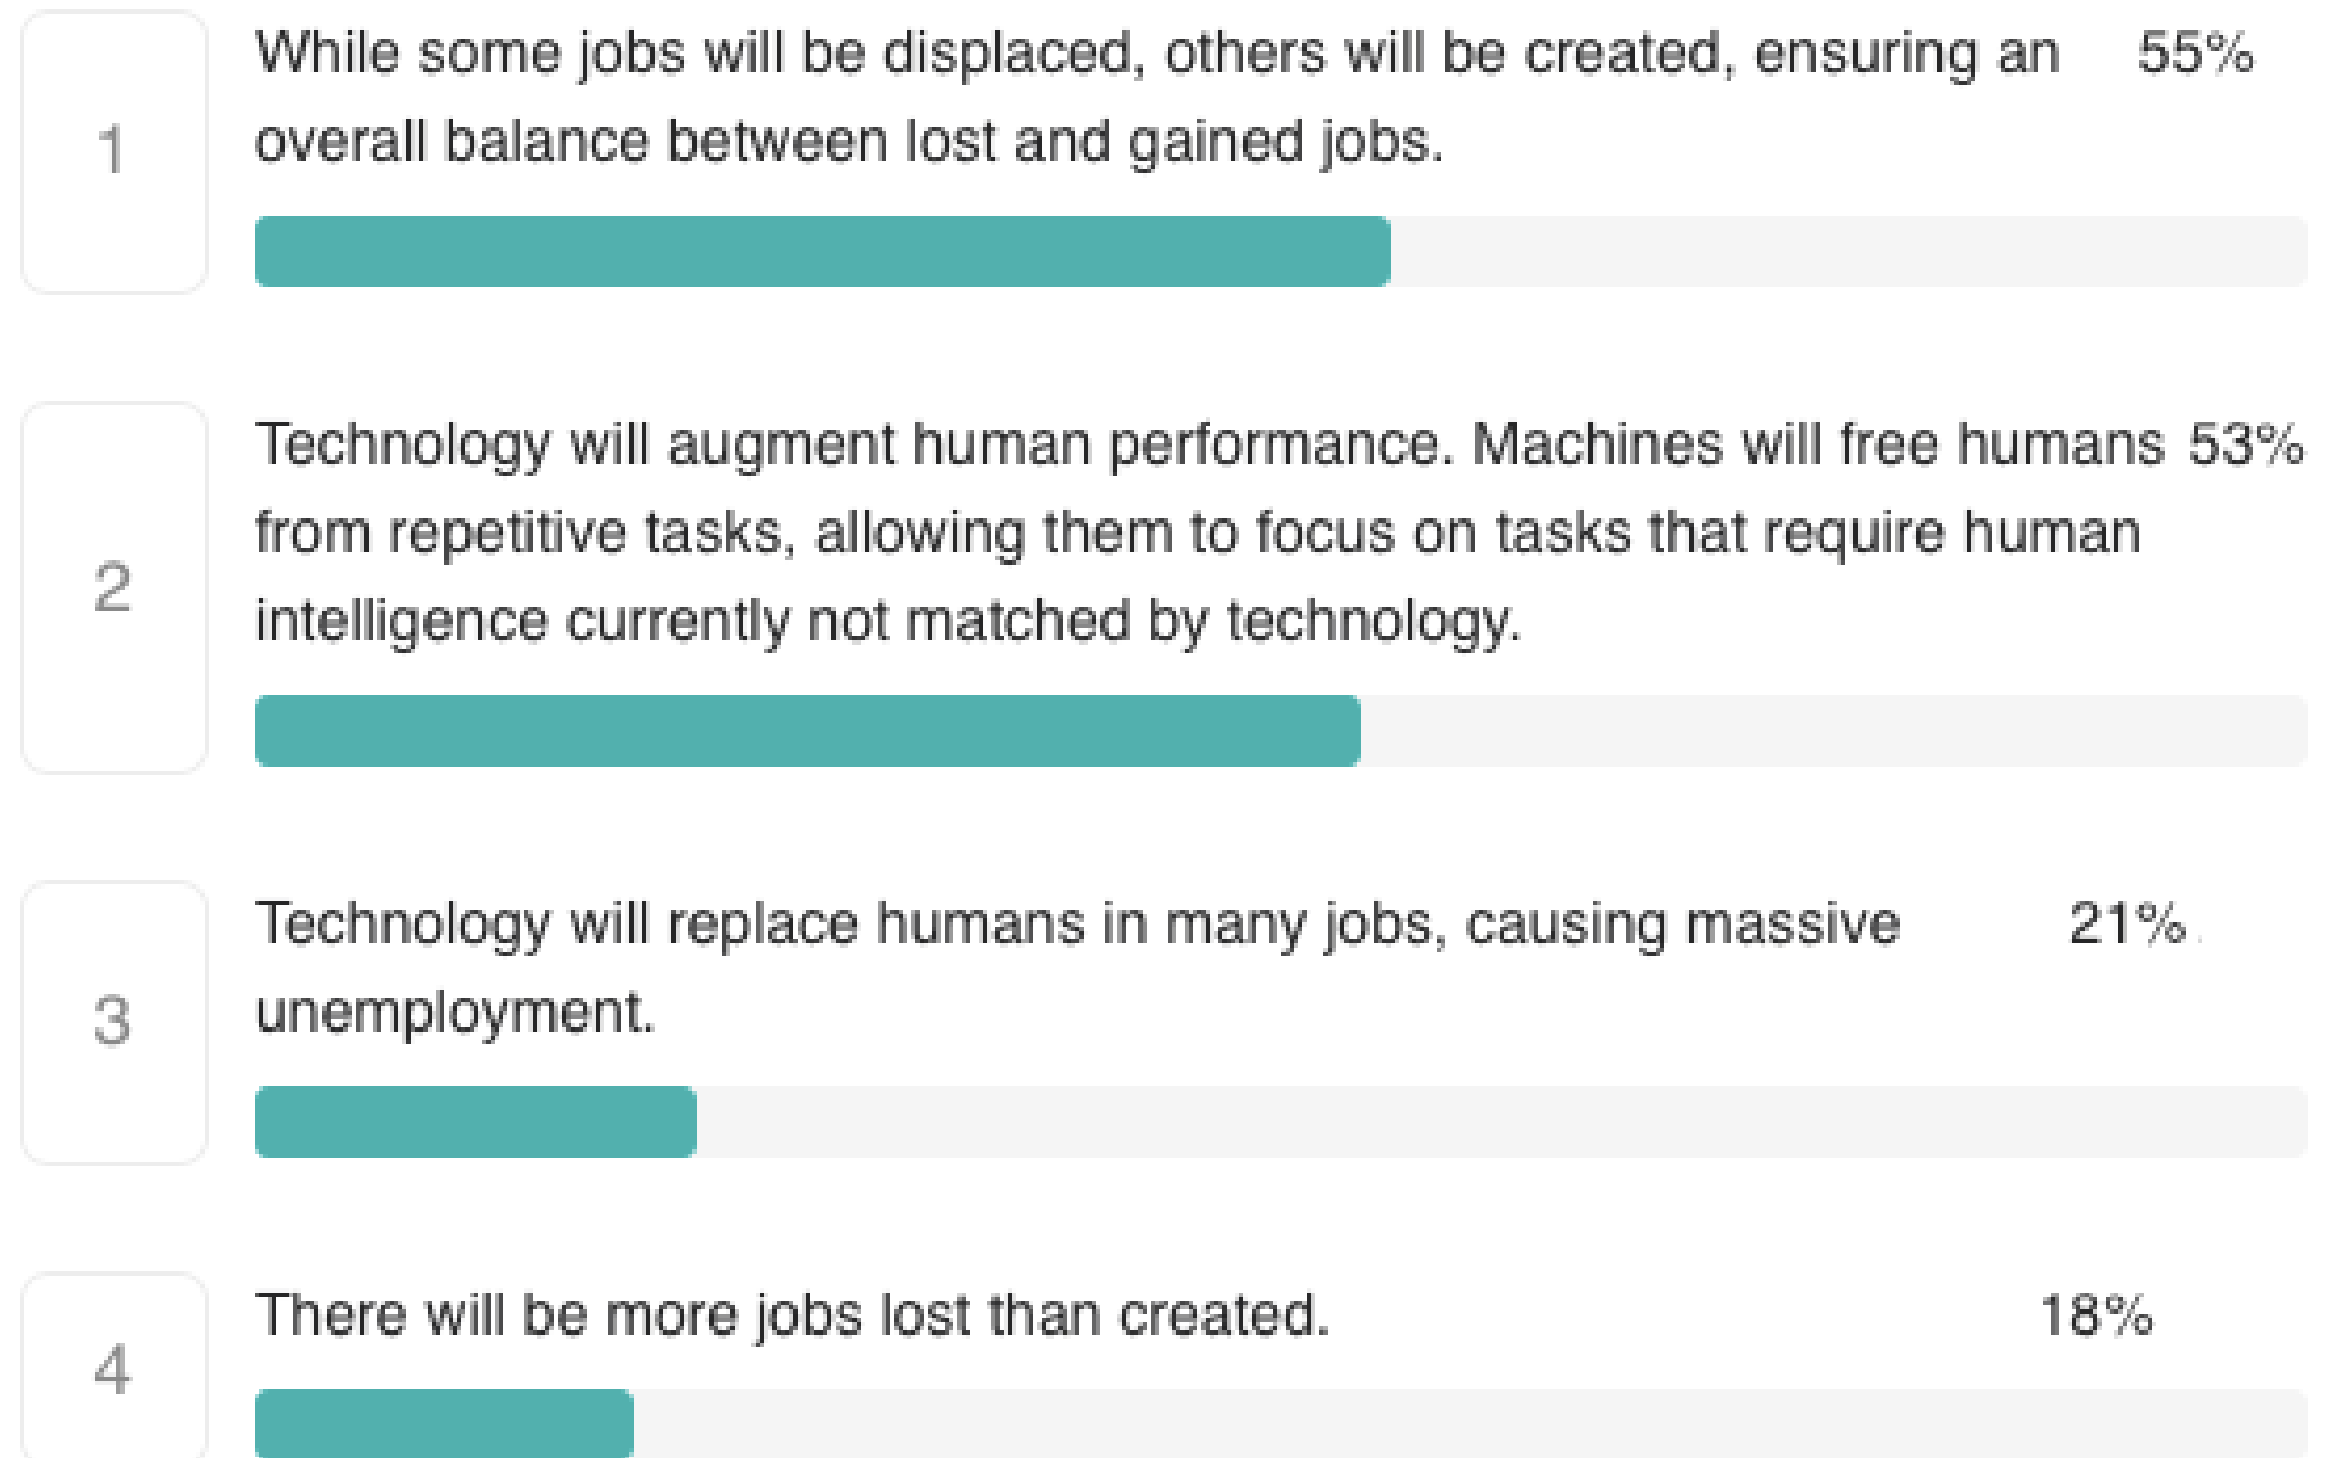 1
While some jobs will be displaced, others will be created, ensuring an 55%
overall balance between lost and gained jobs.
2
Technology will augment human performance. Machines will free humans 53%
from repetitive tasks, allowing them to focus on tasks that require human
intelligence currently not matched by technology.
3
Technology will replace humans in many jobs, causing massive 21%
unemployment.
4
There will be more jobs lost than created. 18%